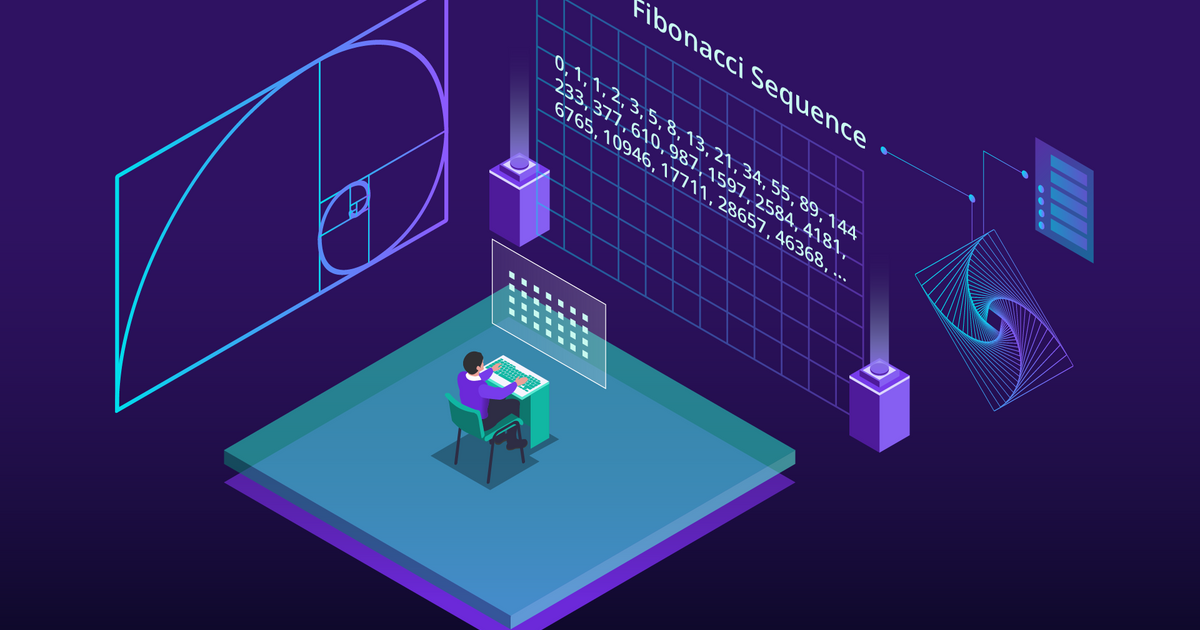 Fibonacci Sequence
0, 1, 1, 2, 3, 5, 8, 13, 21, 34, 55, 89, 144
233, 377, 610, 987, 1597, 2584, 4181,
6765, 10946, 17711, 28657, 46368, ...